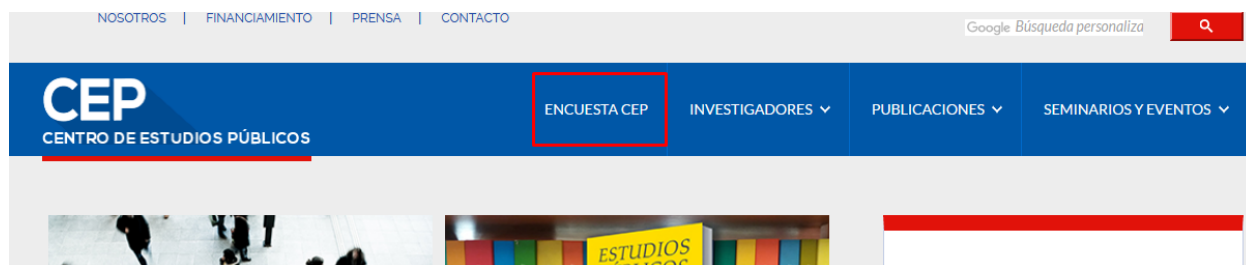 NOSOTROS | FINANCIAMIENTO | PRENSA | CONTACTO
Google Búsqueda personaliza
CEP
CENTRO DE ESTUDIOS PÚBLICOS
ENCUESTA CEP
INVESTIGADORES
PUBLICACIONES
SEMINARIOS Y EVENTOS
ESTUDIOS
PÚBLICOS